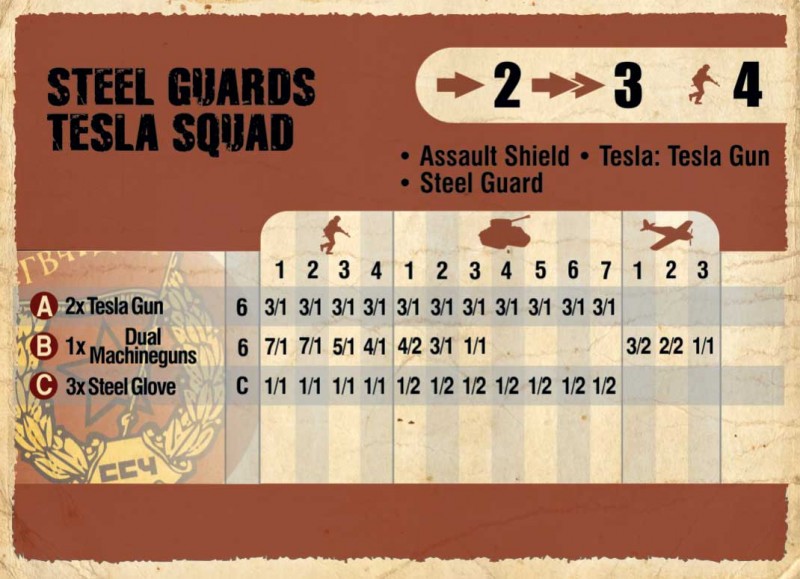 STEEL GUARDS
TESLA SQUAD
2 3 4
• Assault Shield • Tesla: Tesla Gun
• Steel Guard
1 2 3 4 1 2 3 4 5 6 7 1 2 3
A 2x Tesla Gun 6 3/1 3/1 3/1 3/1 3/1 3/1 3/1 3/1 3/1 3/1 3/1
B 1x Dual Machineguns 6 7/1 7/1 5/1 4/1 4/2 3/1 1/1 3/2 2/2 1/1
C 3x Steel Glove C 1/1 1/1 1/1 1/1 1/2 1/2 1/2 1/2 1/2 1/2 1/2
ССЧ